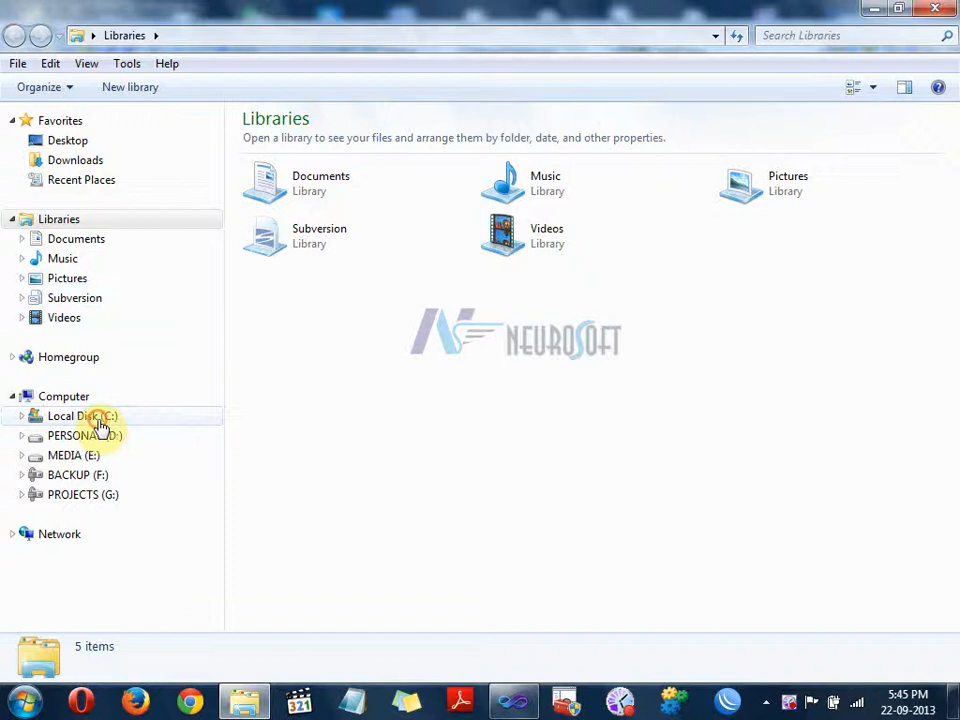 Libraries
Search Libraries
File Edit View Tools Help
Organize New library
Favorites
Desktop
Downloads
Recent Places
Libraries
Documents
Music
Pictures
Subversion
Videos
Homegroup
Computer
Local Disk (C:)
PERSONAL (D:)
MEDIA (E:)
BACKUP (F:)
PROJECTS (G:)
Network
Libraries
Open a library to see your files and arrange them by folder, date, and other properties.
Documents
Library
Music
Library
Pictures
Library
Subversion
Library
Videos
Library
NEUROSOFT
5 items
321
5:45 PM
22-09-2013